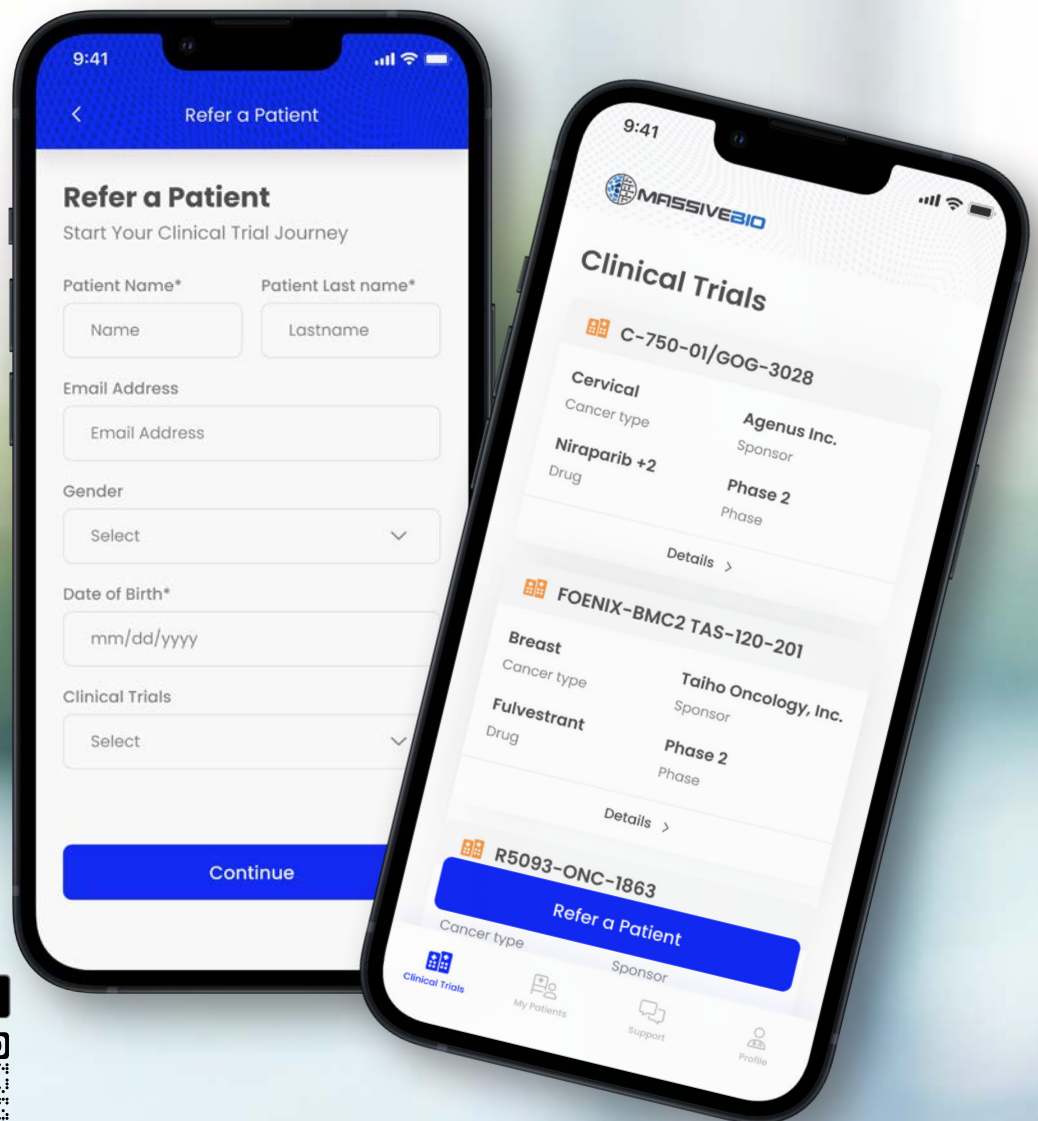 9:41
Refer a Patient
Refer a Patient
Start Your Clinical Trial Journey
Patient Name* Patient Last name*
Name Lastname
Email Address
Email Address
Gender
Select
Date of Birth*
mm/dd/yyyy
Clinical Trials
Select
Continue
9:41
MASSIVEBIO
Clinical Trials
C-750-01/GOG-3028
Cervical Agenus Inc.
Cancer type Sponsor
Niraparib +2 Phase 2
Drug Phase
Details >
FOENIX-BMC2 TAS-120-201
Breast Taiho Oncology, Inc.
Cancer type Sponsor
Fulvestrant Phase 2
Drug Phase
Details >
R5093-ONC-1863
Refer a Patient
Cancer type Sponsor
Clinical Trials My Patients Support Profile